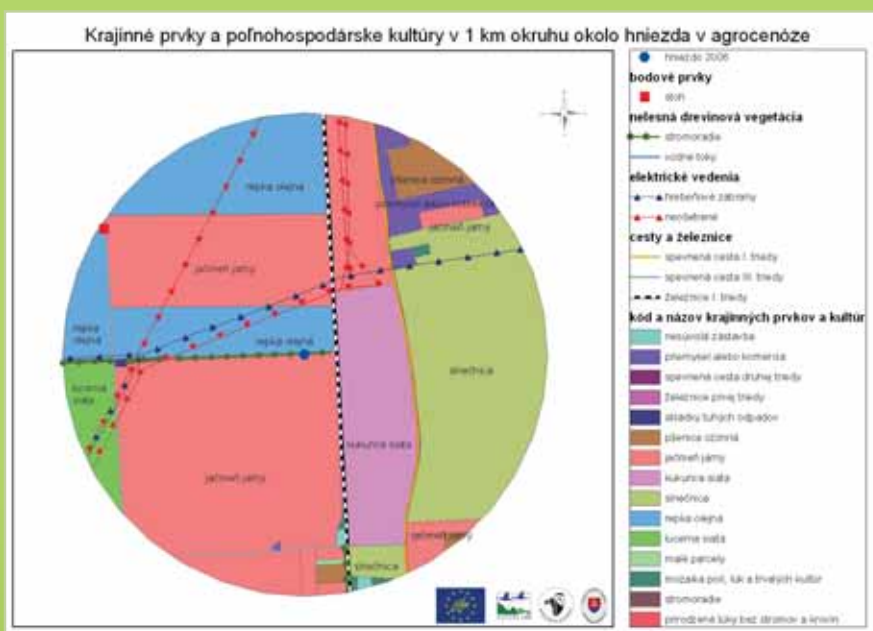 Krajinné prvky a poľnohospodárske kultúry v 1 km okruhu okolo hniezda v agrocenóze
repka olejná
pšenica ozimná
jačmeň jarný
jačmeň jarný
repka olejná
repka olejná
lucerna siata
slnečnica
kukurica siata
jačmeň jarný
jačmeň jarný
slnečnica
hniezdo 2006
bodové prvky
stoh
nelesná drevinová vegetácia
stromoradie
vodné toky
elektrické vedenia
hrebeňové zábrany
neošetrené
cesty a železnice
spevnená cesta I. triedy
spevnená cesta III. triedy
železnice I. triedy
kód a názov krajinných prvkov a kultúr
nesúvislá zástavba
priemysel alebo komercia
spevnená cesta druhej triedy
železnice prvej triedy
skládky tuhých odpadov
pšenica ozimná
jačmeň jarný
kukurica siata
slnečnica
repka olejná
lucerna siata
malé parcely
mozaika polí, lúk a trvalých kultúr
stromoradie
prirodzené lúky bez stromov a krovín